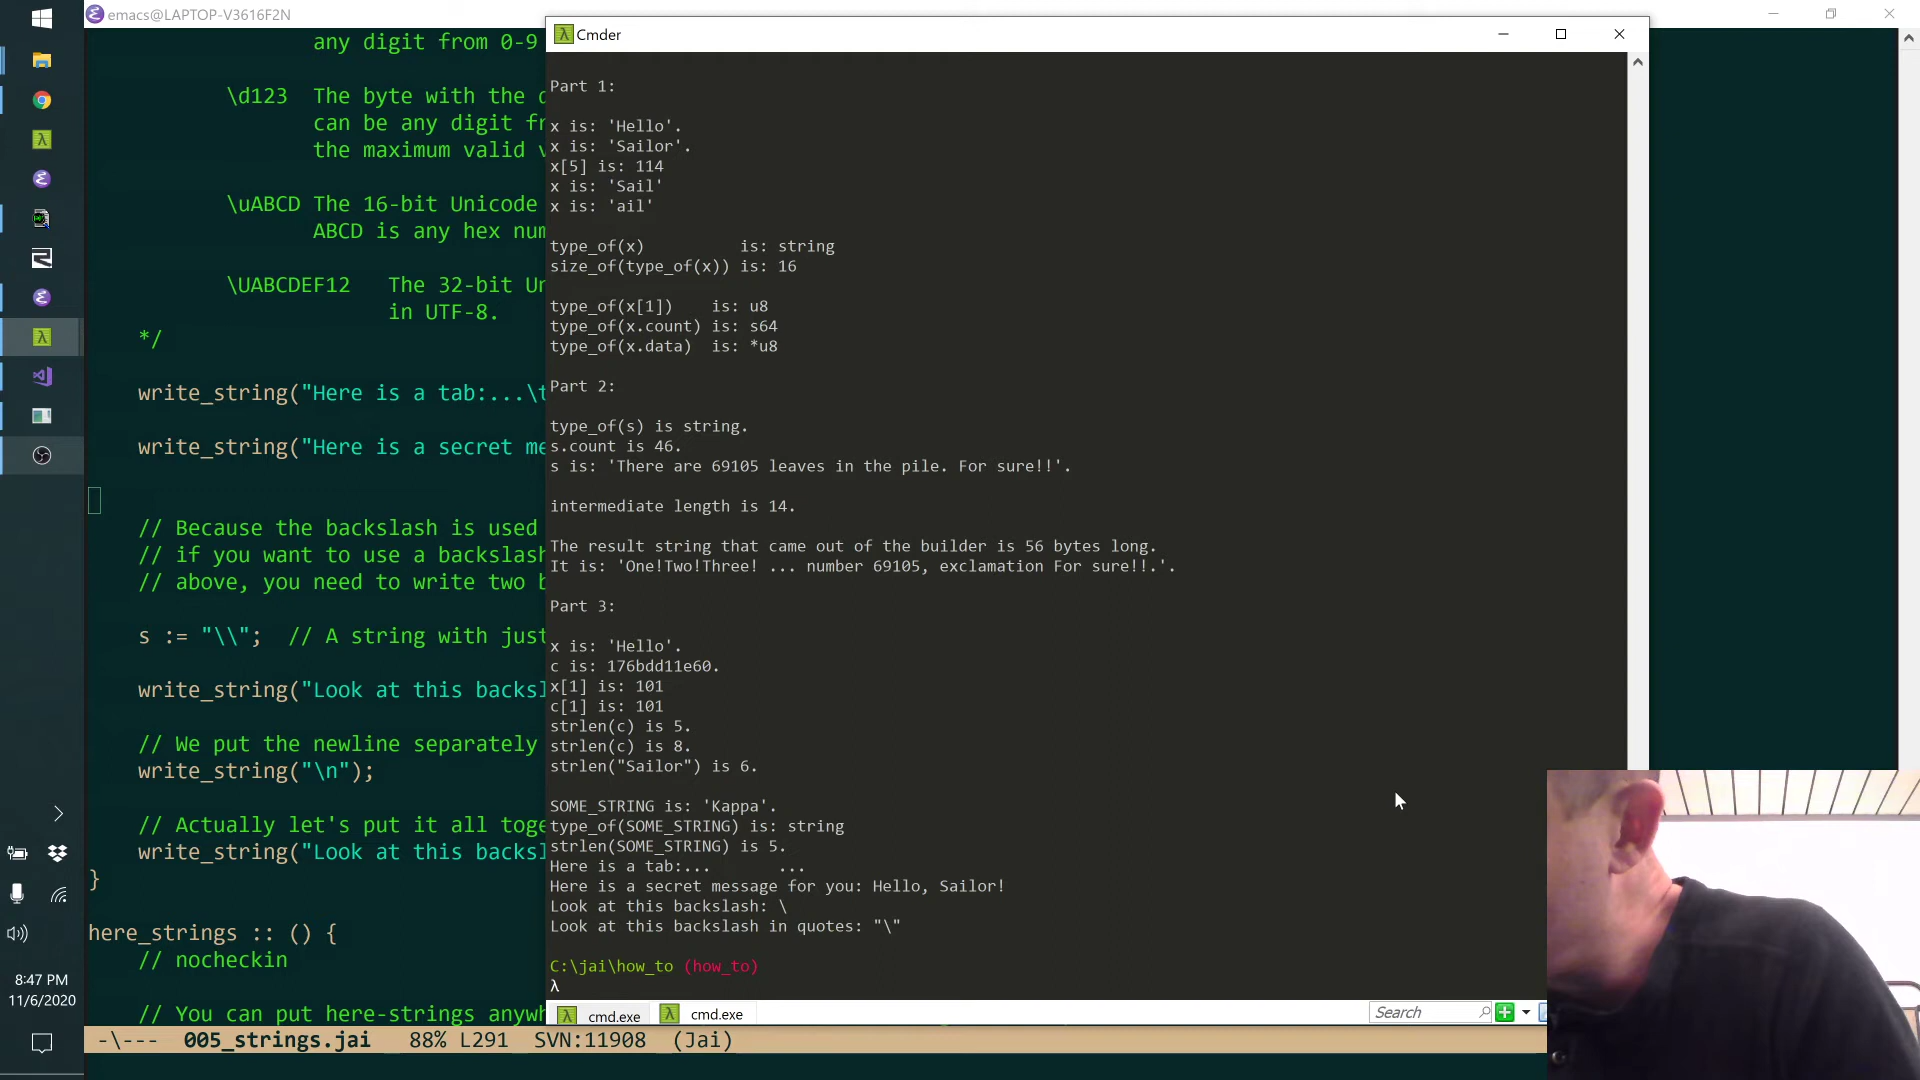 emacs@LAPTOP-V3616F2N
any digit from 0-9
\d123  The byte with the
can be any digit
the maximum valid
\uABCD The 16-bit Unicode
ABCD is any hex
\UABCDEF12   The 32-bit
in UTF-8.
*/
write_string("Here is a tab:...\t
write_string("Here is a secret
// Because the backslash is used
// if you want to use a backslash
// above, you need to write two
s := "\\";  // A string with just
write_string("Look at this
// We put the newline separately
write_string("\n");
// Actually let's put it all
write_string("Look at this
}
here_strings :: () {
// nocheckin
// You can put here-strings
-\---  005_strings.jai   88% L291  SVN:11908  (Jai)
Cmder
Part 1:
x is: 'Hello'.
x is: 'Sailor'.
x[5] is: 114
x is: 'Sail'
x is: 'ail'
type_of(x)          is: string
size_of(type_of(x)) is: 16
type_of(x[1])    is: u8
type_of(x.count) is: s64
type_of(x.data)  is: *u8
Part 2:
type_of(s) is string.
s.count is 46.
s is: 'There are 69105 leaves in the pile. For sure!!'.
intermediate length is 14.
The result string that came out of the builder is 56 bytes long.
It is: 'One!Two!Three! ... number 69105, exclamation For sure!!.'.
Part 3:
x is: 'Hello'.
c is: 176bdd11e60.
x[1] is: 101
c[1] is: 101
strlen(c) is 5.
strlen(c) is 8.
strlen("Sailor") is 6.
SOME_STRING is: 'Kappa'.
type_of(SOME_STRING) is: string
strlen(SOME_STRING) is 5.
Here is a tab:...       ...
Here is a secret message for you: Hello, Sailor!
Look at this backslash: \
Look at this backslash in quotes: "\"
C:\jai\how_to (how_to)
λ
cmd.exe
cmd.exe
Search
8:47 PM
11/6/2020